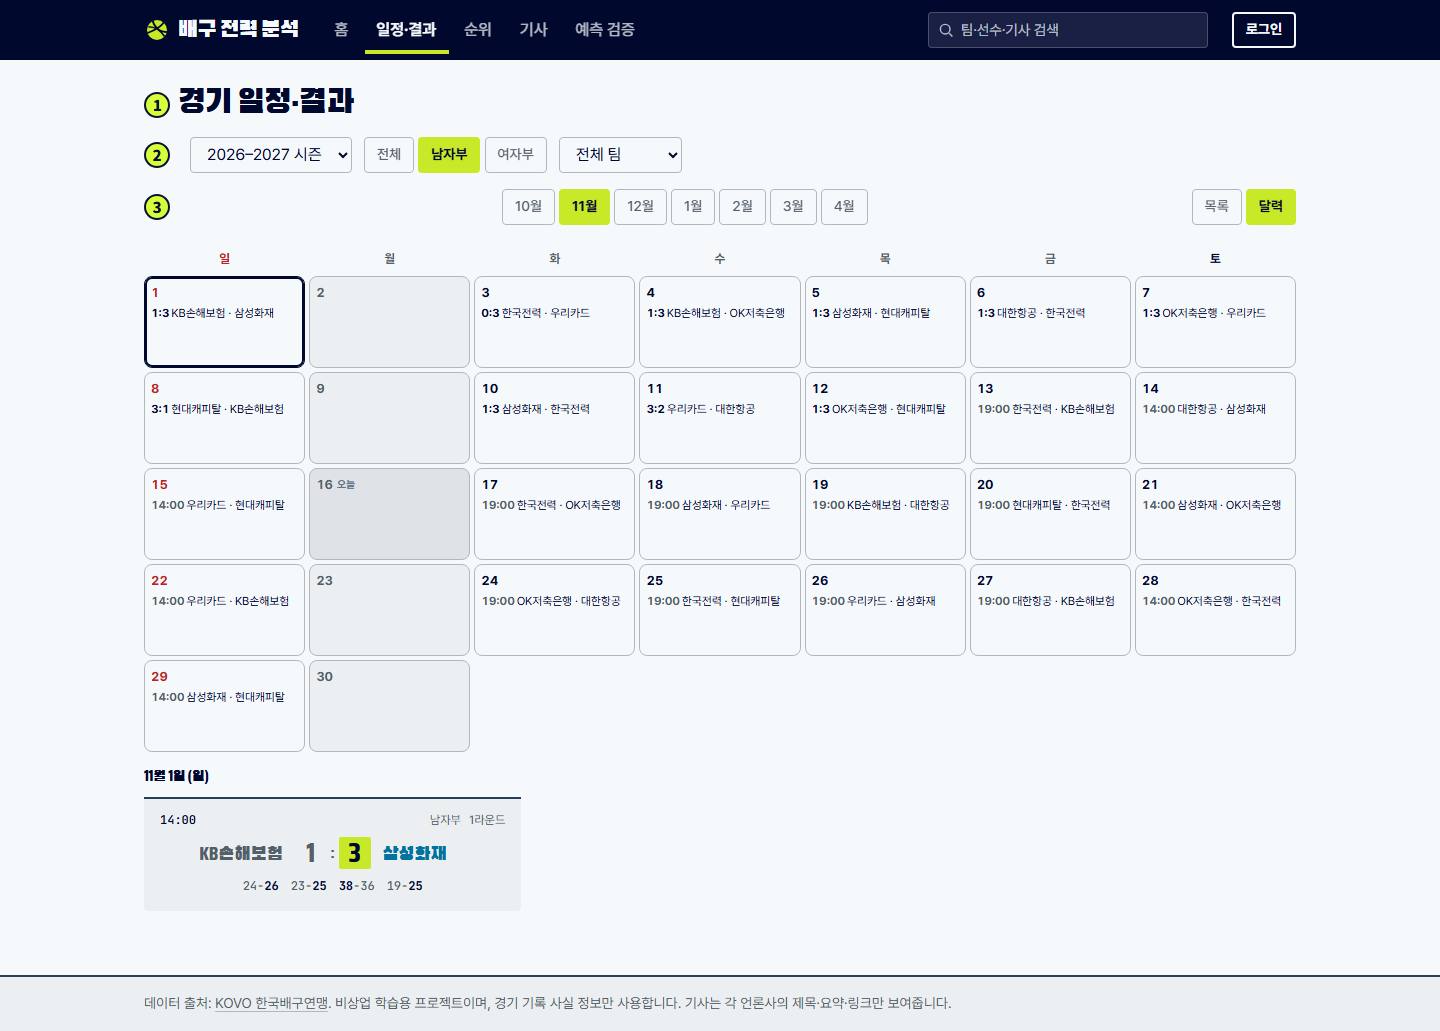 배구 전력 분석 홈 일정·결과 순위 기사 예측 검증 팀·선수·기사 검색 로그인
1 경기 일정·결과
2 2026–2027 시즌 전체 남자부 여자부 전체 팀
3 10월 11월 12월 1월 2월 3월 4월 목록 달력
일 월 화 수 목 금 토
1 2 3 4 5 6 7
1:3 KB손해보험 · 삼성화재 0:3 한국전력 · 우리카드 1:3 KB손해보험 · OK저축은행 1:3 삼성화재 · 현대캐피탈 1:3 대한항공 · 한국전력 1:3 OK저축은행 · 우리카드
8 9 10 11 12 13 14
3:1 현대캐피탈 · KB손해보험 1:3 삼성화재 · 한국전력 3:2 우리카드 · 대한항공 1:3 OK저축은행 · 현대캐피탈 19:00 한국전력 · KB손해보험 14:00 대한항공 · 삼성화재
15 16 오늘 17 18 19 20 21
14:00 우리카드 · 현대캐피탈 19:00 한국전력 · OK저축은행 19:00 삼성화재 · 우리카드 19:00 KB손해보험 · 대한항공 19:00 현대캐피탈 · 한국전력 14:00 삼성화재 · OK저축은행
22 23 24 25 26 27 28
14:00 우리카드 · KB손해보험 19:00 OK저축은행 · 대한항공 19:00 한국전력 · 현대캐피탈 19:00 우리카드 · 삼성화재 19:00 대한항공 · KB손해보험 14:00 OK저축은행 · 한국전력
29 30
14:00 삼성화재 · 현대캐피탈
11월 1일 (일)
14:00 남자부 1라운드
KB손해보험 1 : 3 삼성화재
24-26 23-25 38-36 19-25
데이터 출처: KOVO 한국배구연맹. 비상업 학습용 프로젝트이며, 경기 기록 사실 정보만 사용합니다. 기사는 각 언론사의 제목·요약·링크만 보여줍니다.